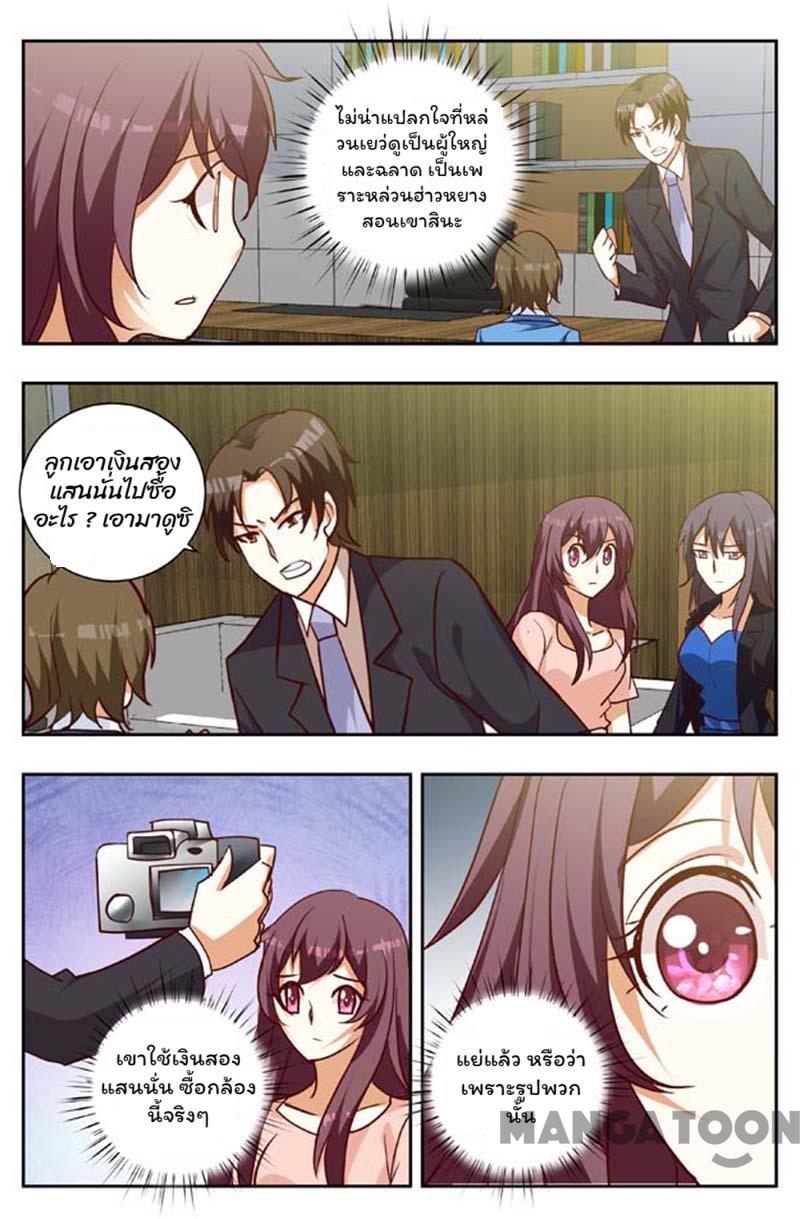 ไม่น่าแปลกใจที่หล่
วนเยว่ดูเป็นผู้ใหญ่
และฉลาด เป็นเพ
ราะหล่วนฮ่าวหยาง
สอนเขาสินะ
ลูกเอาเงินสอง
แสนนั่นไปซื้อ
อะไร ? เอามาดูซิ
เขาใช้เงินสอง
แสนนั่น ซื้อกล้อง
นี้จริงๆ
แย่แล้ว หรือว่า
เพราะรูปพวก
นั้น
MANGATOON